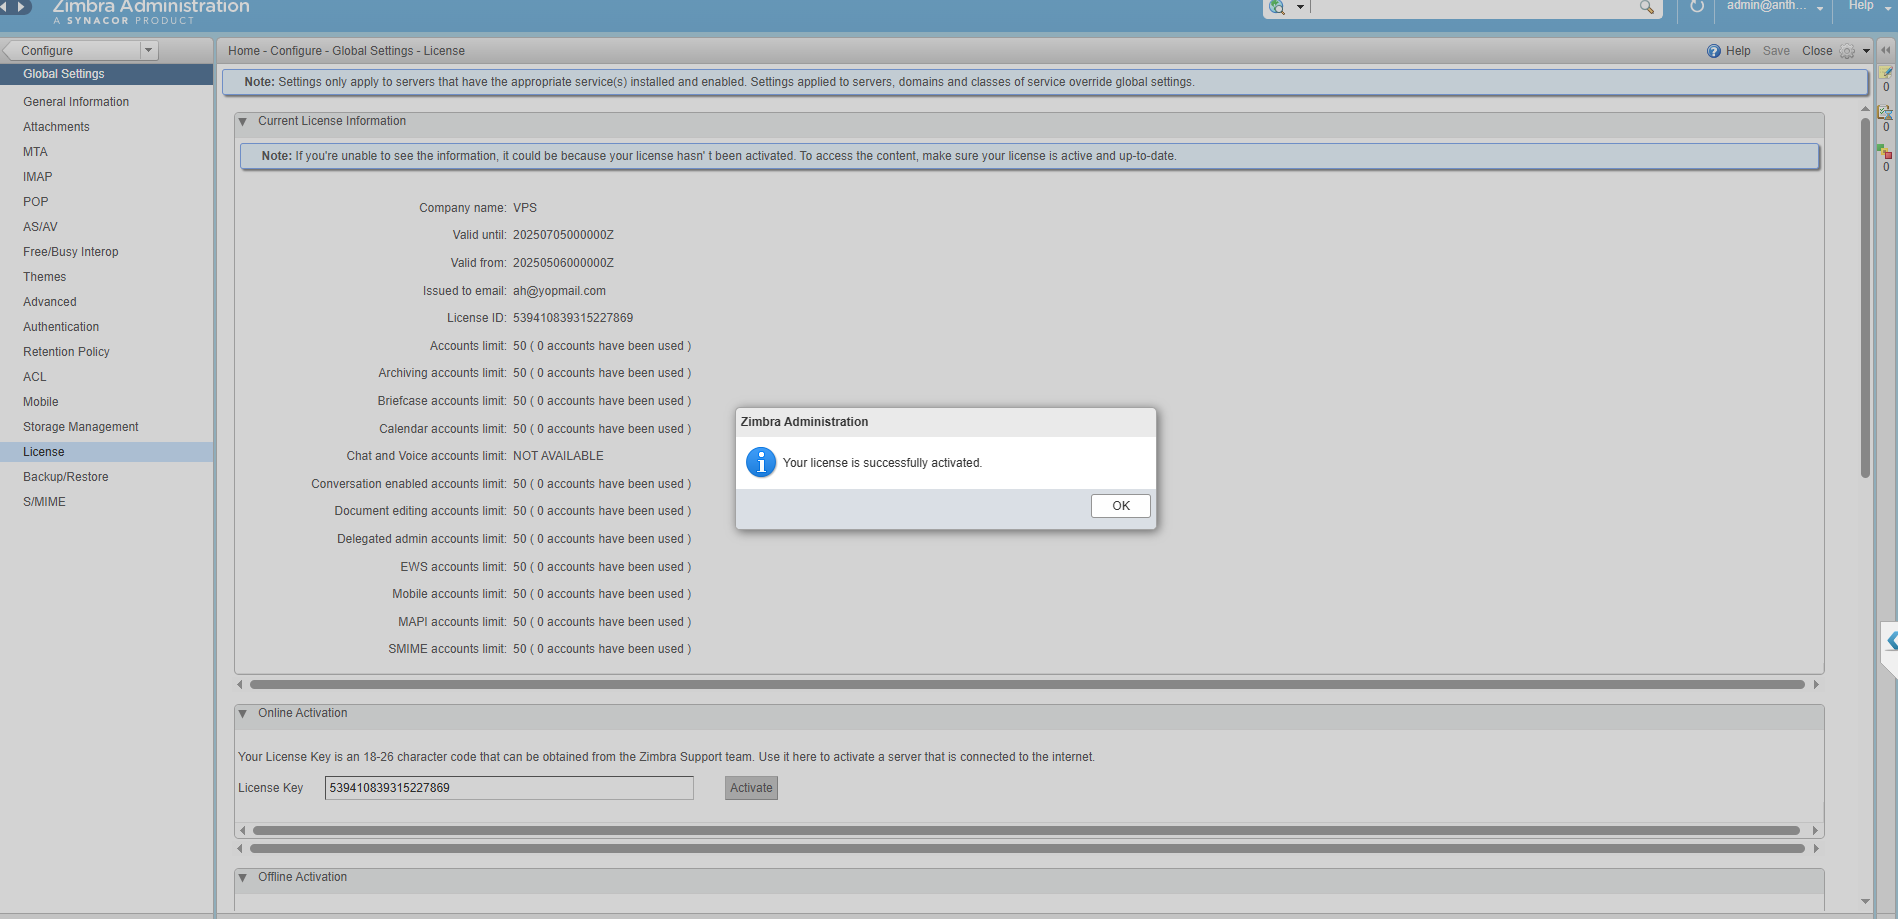 Zimbra Administration
A SYNACOR PRODUCT
admin@anth...
Help
Configure
Home - Configure - Global Settings - License
Help Save Close
Global Settings
General Information
Attachments
MTA
IMAP
POP
AS/AV
Free/Busy Interop
Themes
Advanced
Authentication
Retention Policy
ACL
Mobile
Storage Management
License
Backup/Restore
S/MIME
Note: Settings only apply to servers that have the appropriate service(s) installed and enabled. Settings applied to servers, domains and classes of service override global settings.
Current License Information
Note: If you're unable to see the information, it could be because your license hasn' t been activated. To access the content, make sure your license is active and up-to-date.
Company name: VPS
Valid until: 20250705000000Z
Valid from: 20250506000000Z
Issued to email: ah@yopmail.com
License ID: 539410839315227869
Accounts limit: 50 ( 0 accounts have been used )
Archiving accounts limit: 50 ( 0 accounts have been used )
Briefcase accounts limit: 50 ( 0 accounts have been used )
Calendar accounts limit: 50 ( 0 accounts have been used )
Chat and Voice accounts limit: NOT AVAILABLE
Conversation enabled accounts limit: 50 ( 0 accounts have been used )
Document editing accounts limit: 50 ( 0 accounts have been used )
Delegated admin accounts limit: 50 ( 0 accounts have been used )
EWS accounts limit: 50 ( 0 accounts have been used )
Mobile accounts limit: 50 ( 0 accounts have been used )
MAPI accounts limit: 50 ( 0 accounts have been used )
SMIME accounts limit: 50 ( 0 accounts have been used )
Zimbra Administration
Your license is successfully activated.
OK
Online Activation
Your License Key is an 18-26 character code that can be obtained from the Zimbra Support team. Use it here to activate a server that is connected to the internet.
License Key 539410839315227869 Activate
Offline Activation
0
0
0